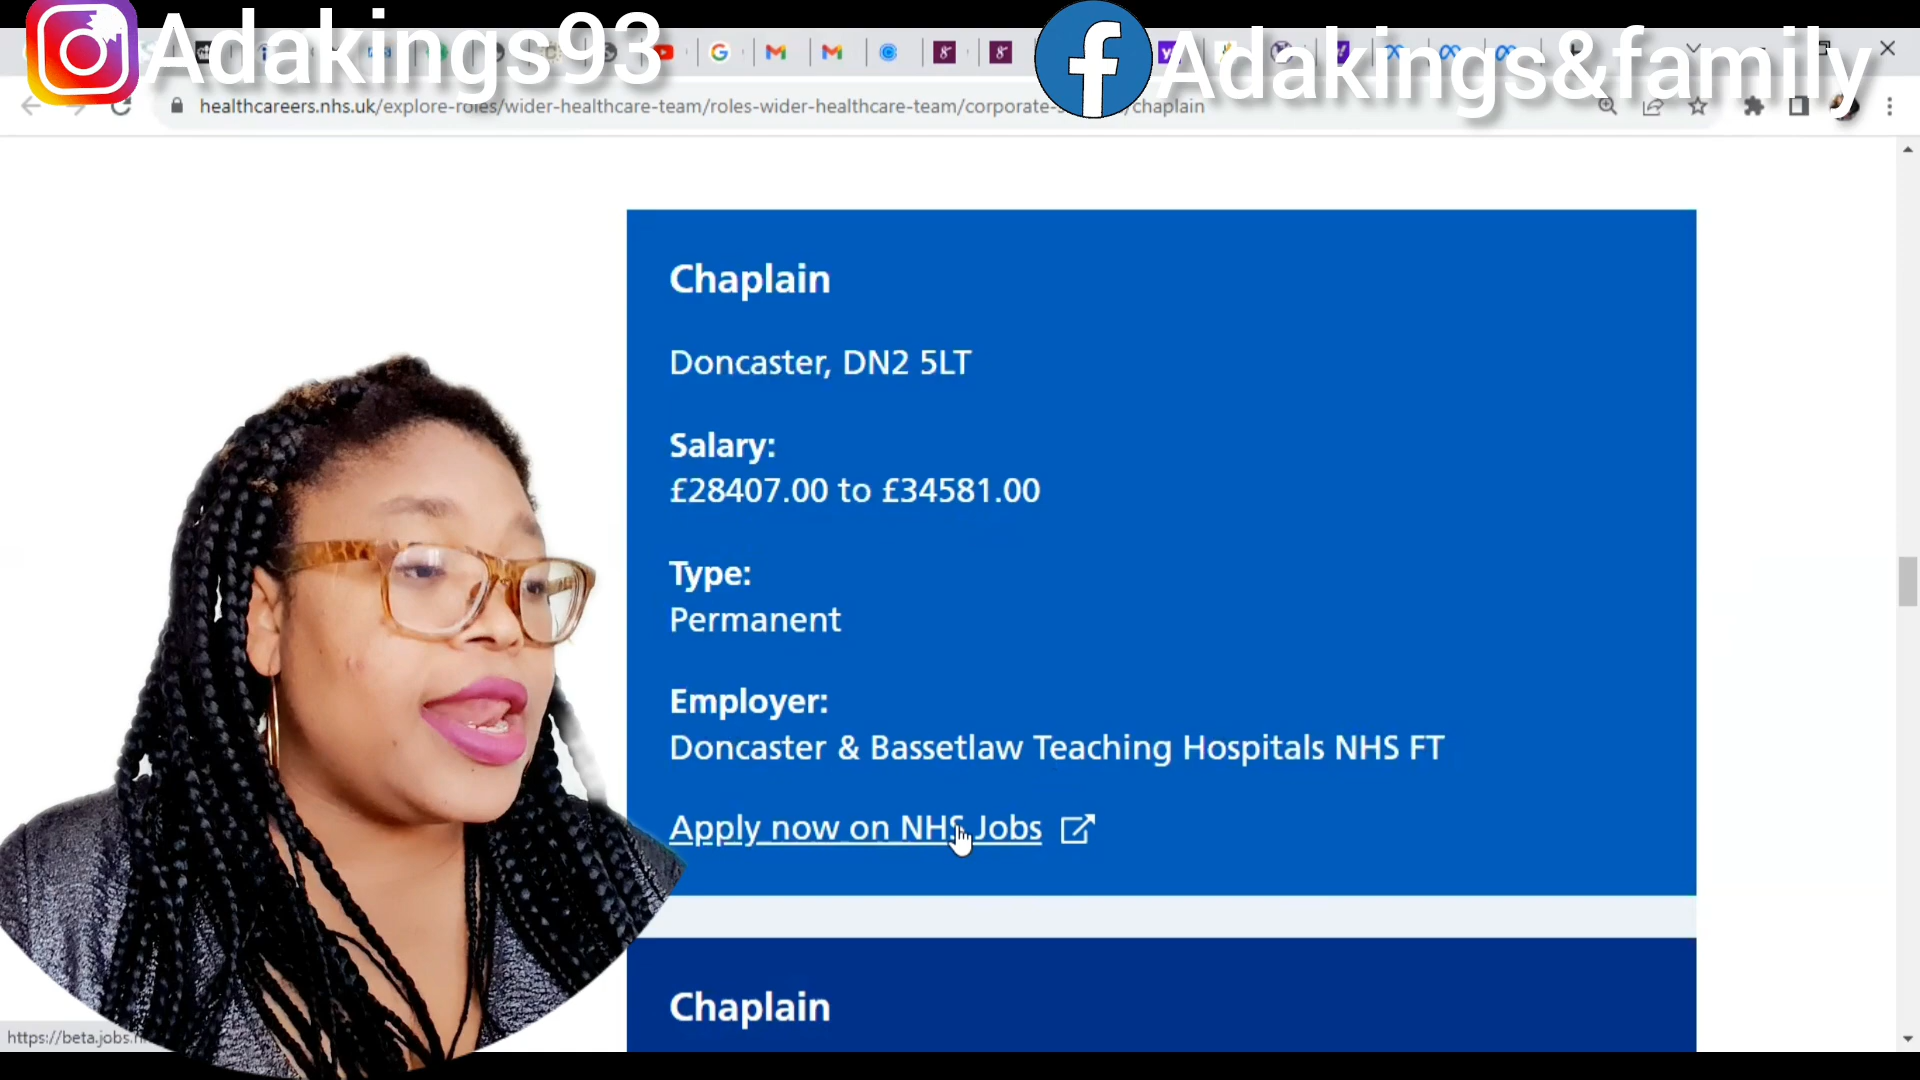 Adakings93
Adakings&family
healthcareers.nhs.uk/explore-roles/wider-healthcare-team/roles-wider-healthcare-team/corporate-s /chaplain
Chaplain
Doncaster, DN2 5LT
Salary:
£28407.00 to £34581.00
Type:
Permanent
Employer:
Doncaster & Bassetlaw Teaching Hospitals NHS FT
Apply now on NHS Jobs
Chaplain
https://beta.jobs.